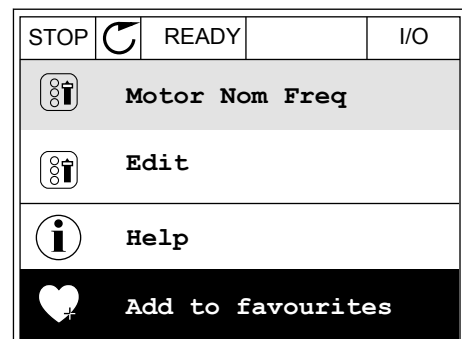 STOP READY I/O
Motor Nom Freq
Edit
Help
Add to favourites